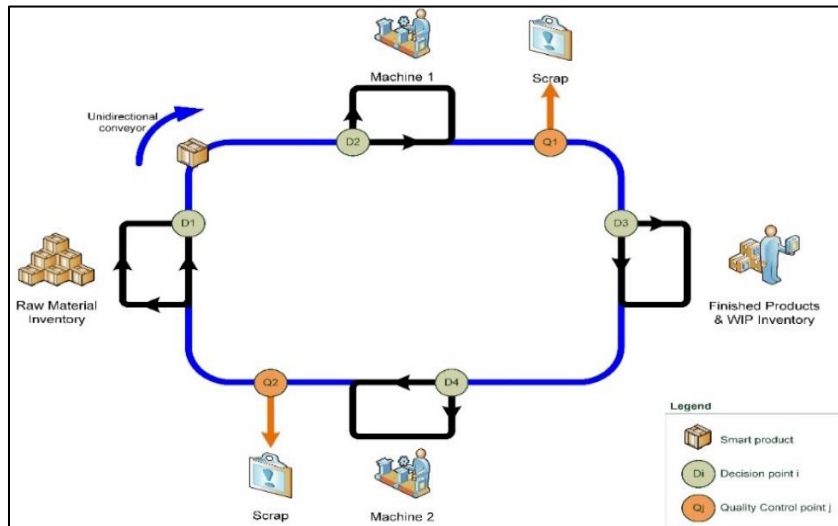 Machine 1
Scrap
Unidirectional
conveyor
D2
Q1
D1
D3
Raw Material
Inventory
Finished Products
& WIP Inventory
Q2
D4
Scrap
Machine 2
Legend
Smart product
Di
Decision point i
Qj
Quality Control point j